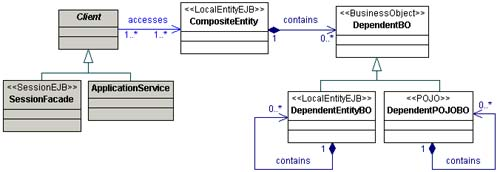 Client
accesses
1..*
1..*
<<LocalEntityEJB>>
CompositeEntity
1
contains
0..*
<<BusinessObject>>
DependentBO
<<SessionEJB>>
SessionFacade
ApplicationService
0..*
<<LocalEntityEJB>>
DependentEntityBO
1
contains
<<POJO>>
DependentPOJOBO
0..*
1
contains